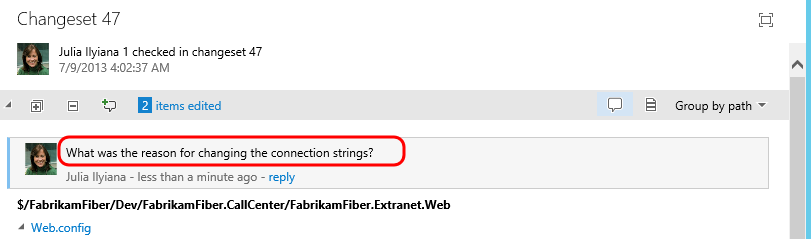 Changeset 47
Julia Ilyiana 1 checked in changeset 47
7/9/2013 4:02:37 AM
2 items edited
Group by path
What was the reason for changing the connection strings?
Julia Ilyiana - less than a minute ago - reply
$/FabrikamFiber/Dev/FabrikamFiber.CallCenter/FabrikamFiber.Extranet.Web
Web.config